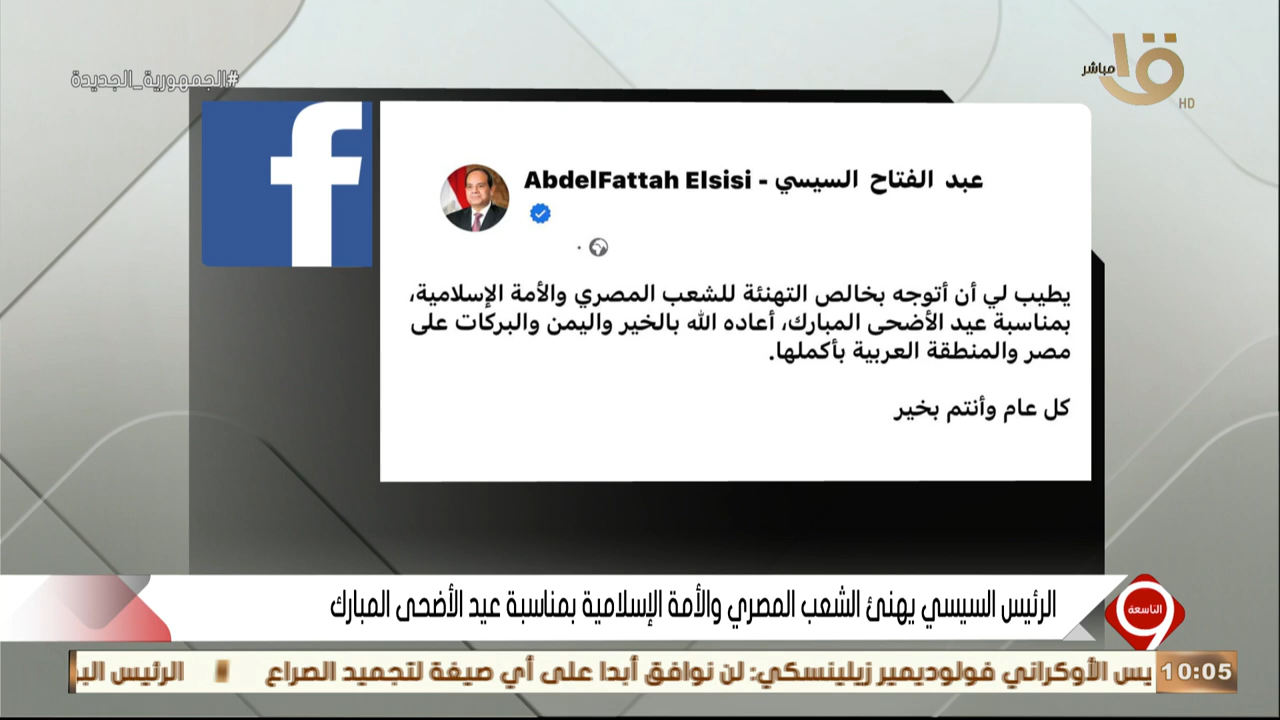 #الجمهورية_الجديدة
مباشر
HD
AbdelFattah Elsisi - عبد الفتاح السيسي
يطيب لي أن أتوجه بخالص التهنئة للشعب المصري والأمة الإسلامية،
بمناسبة عيد الأضحى المبارك، أعاده الله بالخير واليمن والبركات على
مصر والمنطقة العربية بأكملها.
كل عام وأنتم بخير
الرئيس السيسي يهنئ الشعب المصري والأمة الإسلامية بمناسبة عيد الأضحى المبارك
التاسعة
9
10:05
يس الأوكراني فولوديمير زيلينسكي: لن نوافق أبدا على أي صيغة لتجميد الصراع
الرئيس